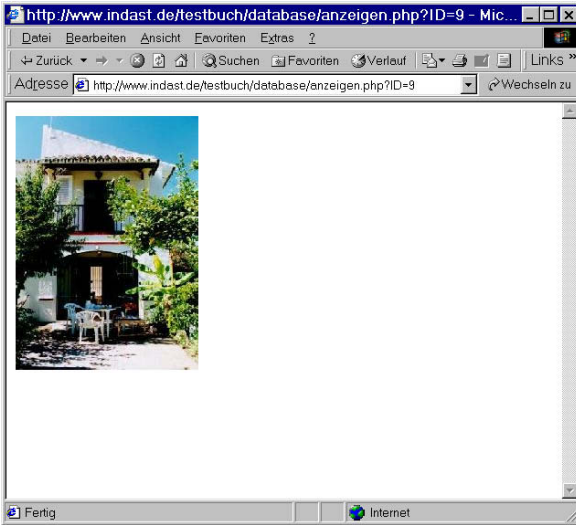 http://www.indast.de/testbuch/database/anzeigen.php?ID=9 - Mic...
Datei Bearbeiten Ansicht Favoriten Extras ?
Zurück Suchen Favoriten Verlauf Links »
Adresse http://www.indast.de/testbuch/database/anzeigen.php?ID=9 Wechseln zu
Fertig Internet